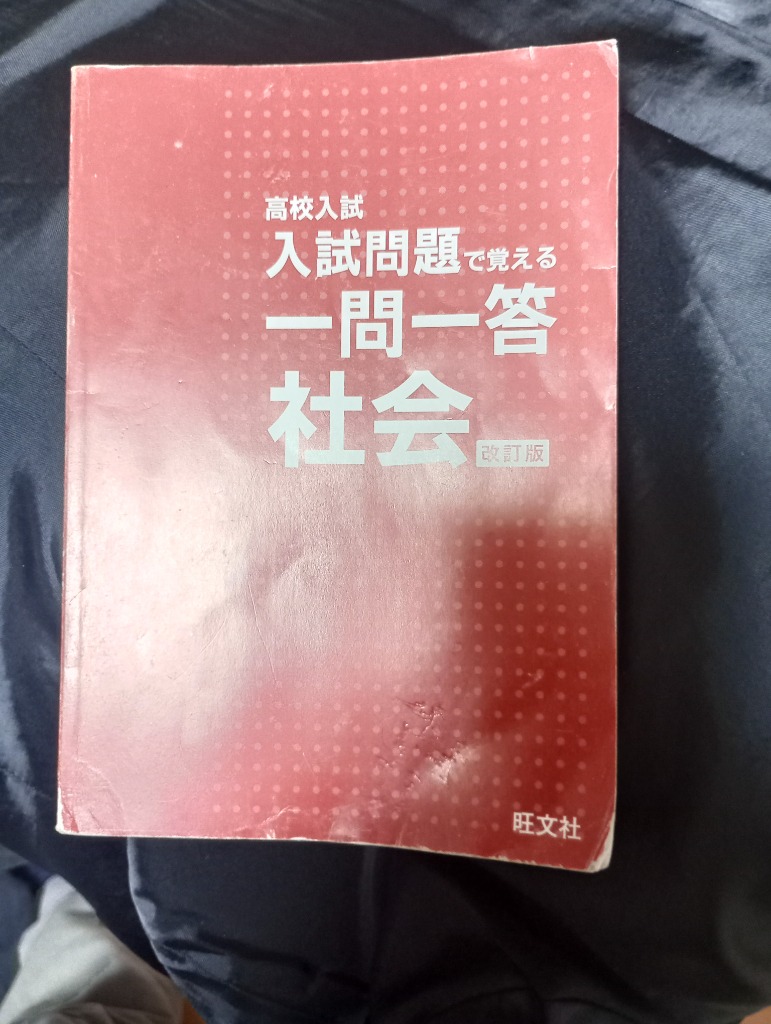 高校入試
入試問題で覚える
一問一答
社会 改訂版
旺文社